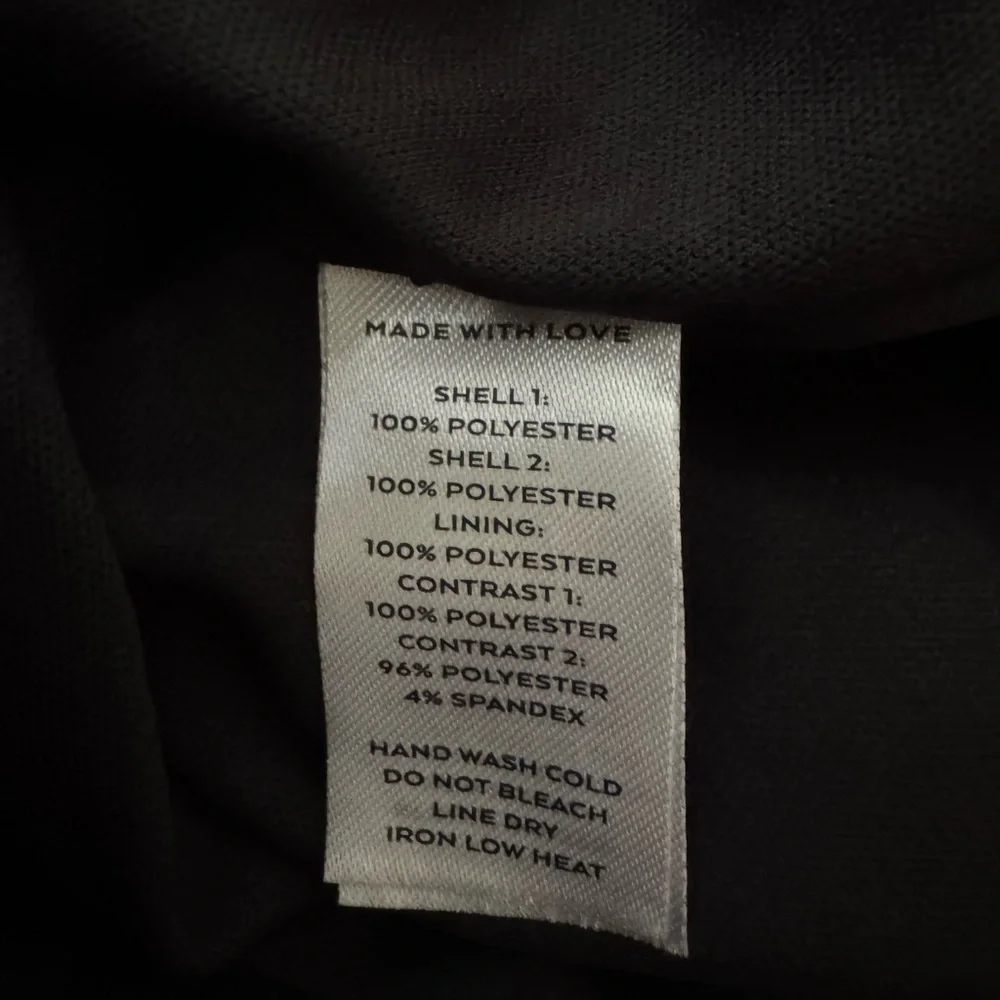 MADE WITH LOVE
SHELL 1:
100% POLYESTER
SHELL 2:
100% POLYESTER
LINING:
100% POLYESTER
CONTRAST 1:
100% POLYESTER
CONTRAST 2:
96% POLYESTER
4% SPANDEX
HAND WASH COLD
DO NOT BLEACH
LINE DRY
IRON LOW HEAT